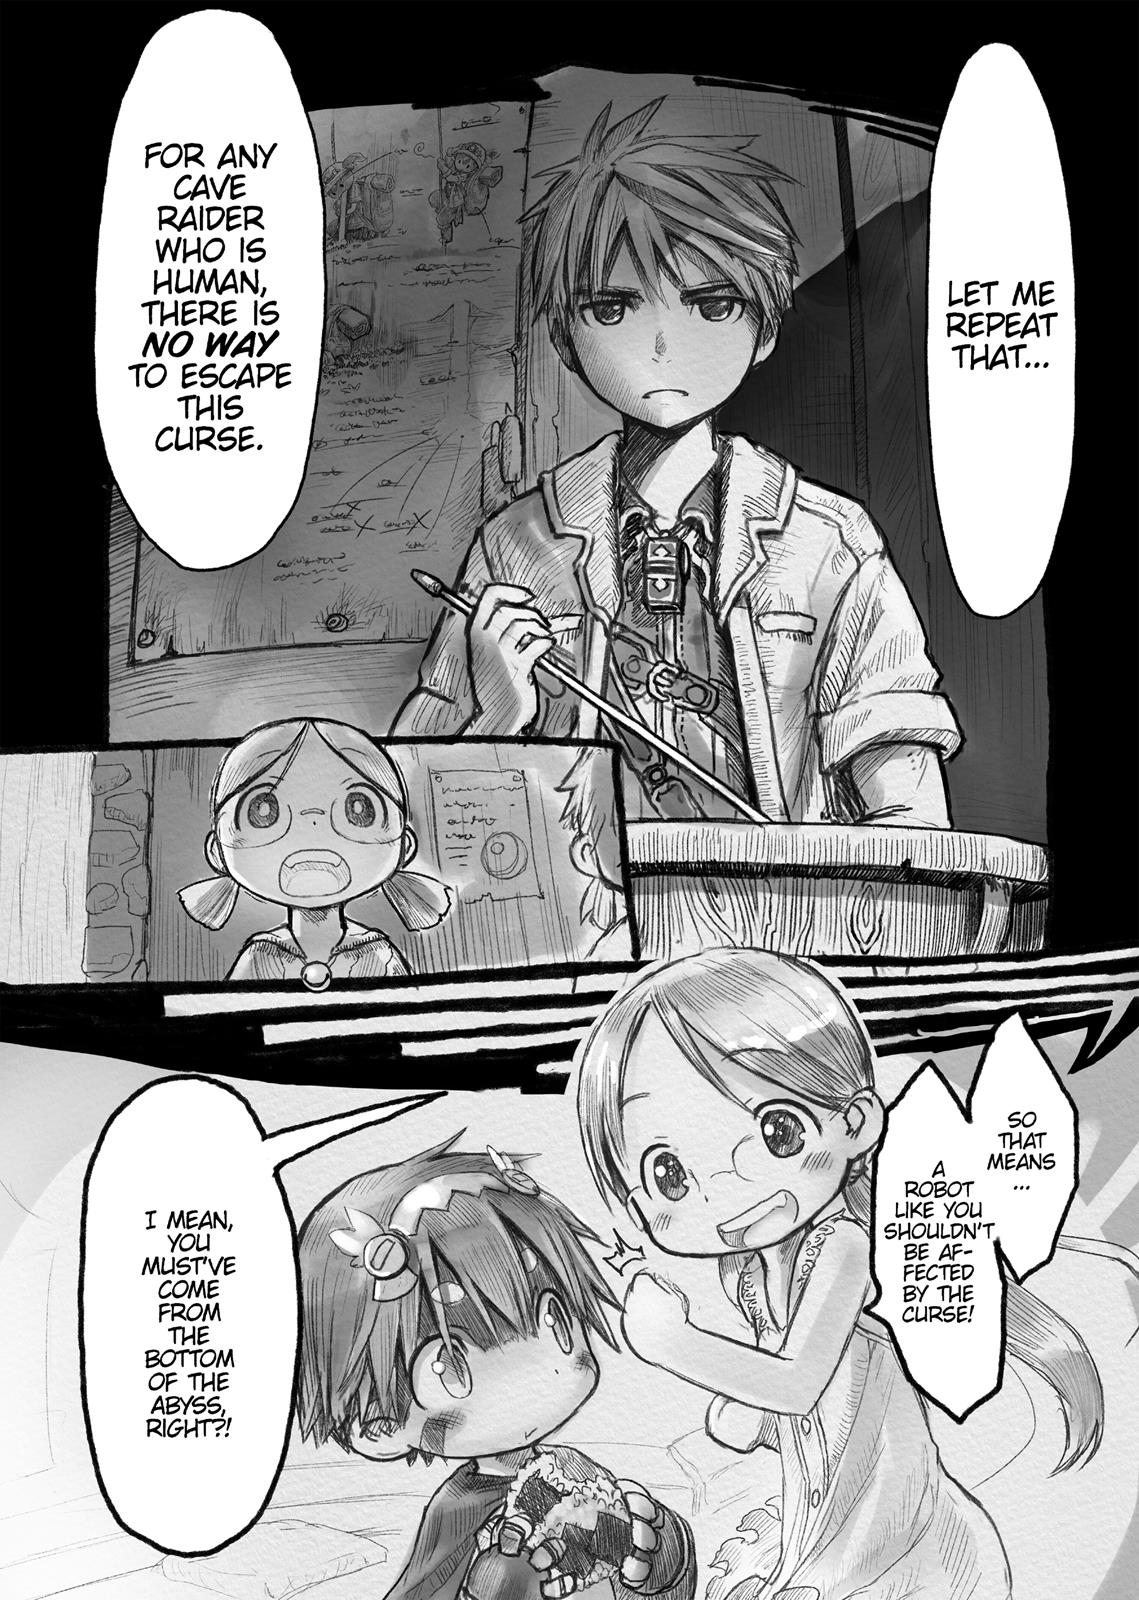 LET ME
REPEAT
THAT...
FOR ANY
CAVE
RAIDER
WHO IS
HUMAN,
THERE IS
NO WAY
TO ESCAPE
THIS
CURSE.
SO
THAT
MEANS
...
A
ROBOT
LIKE YOU
SHOULDN'T
BE AF-
FECTED
BY THE
CURSE!
I MEAN,
YOU
MUST'VE
COME
FROM
THE
BOTTOM
OF THE
ABYSS,
RIGHT?!